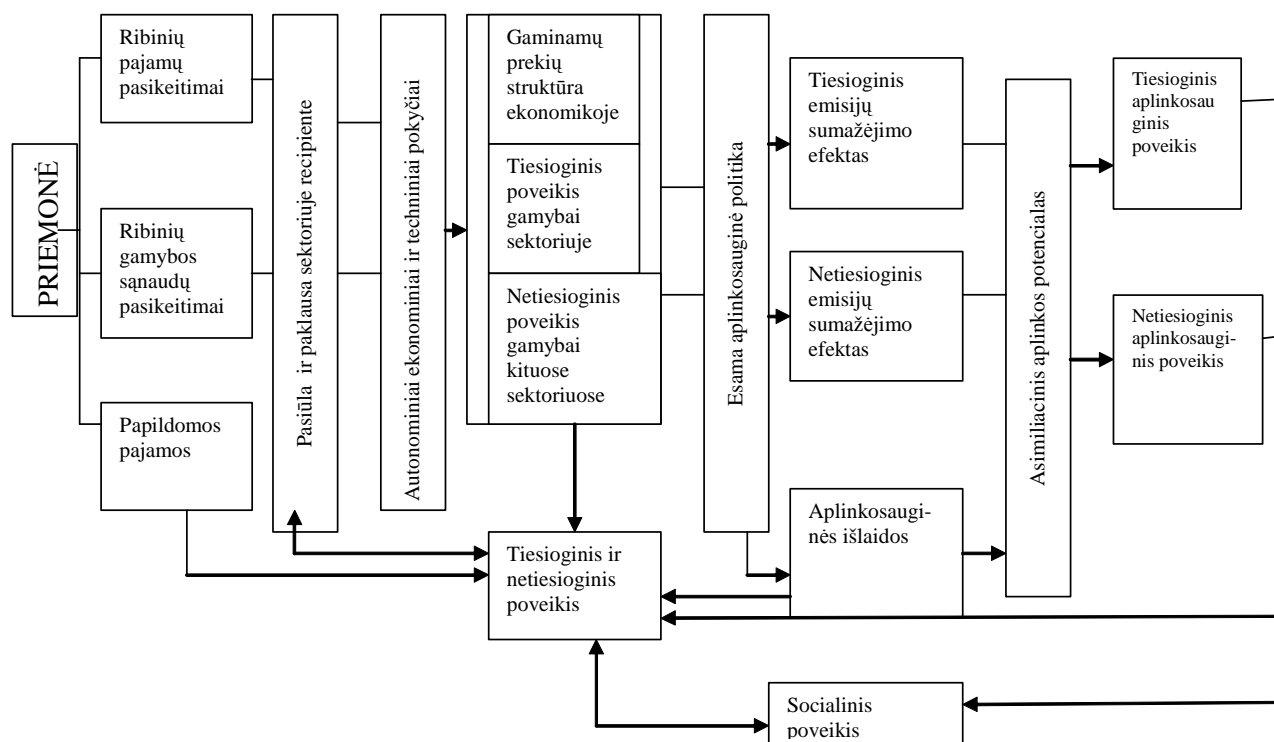 PRIEMONĖ
Ribinių
pajamų
pasikeitimai
Ribinių
gamybos
sąnaudų
pasikeitimai
Papildomos
pajamos
Pasiūla ir paklausa sektoriuje recipiente
Autonominiai ekonominiai ir techniniai pokyčiai
Gaminamų
prekių
struktūra
ekonomikoje
Tiesioginis
poveikis
gamybai
sektoriuje
Netiesioginis
poveikis
gamybai
kituose
sektoriuose
Tiesioginis ir
netiesioginis
poveikis
Esama aplinkosauginė politika
Tiesioginis
emisijų
sumažėjimo
efektas
Netiesioginis
emisijų
sumažėjimo
efektas
Aplinkosaugi-
nės išlaidos
Socialinis
poveikis
Asimiliacinis aplinkos potencialas
Tiesioginis
aplinkosau
ginis
poveikis
Netiesioginis
aplinkosaugi-
nis poveikis